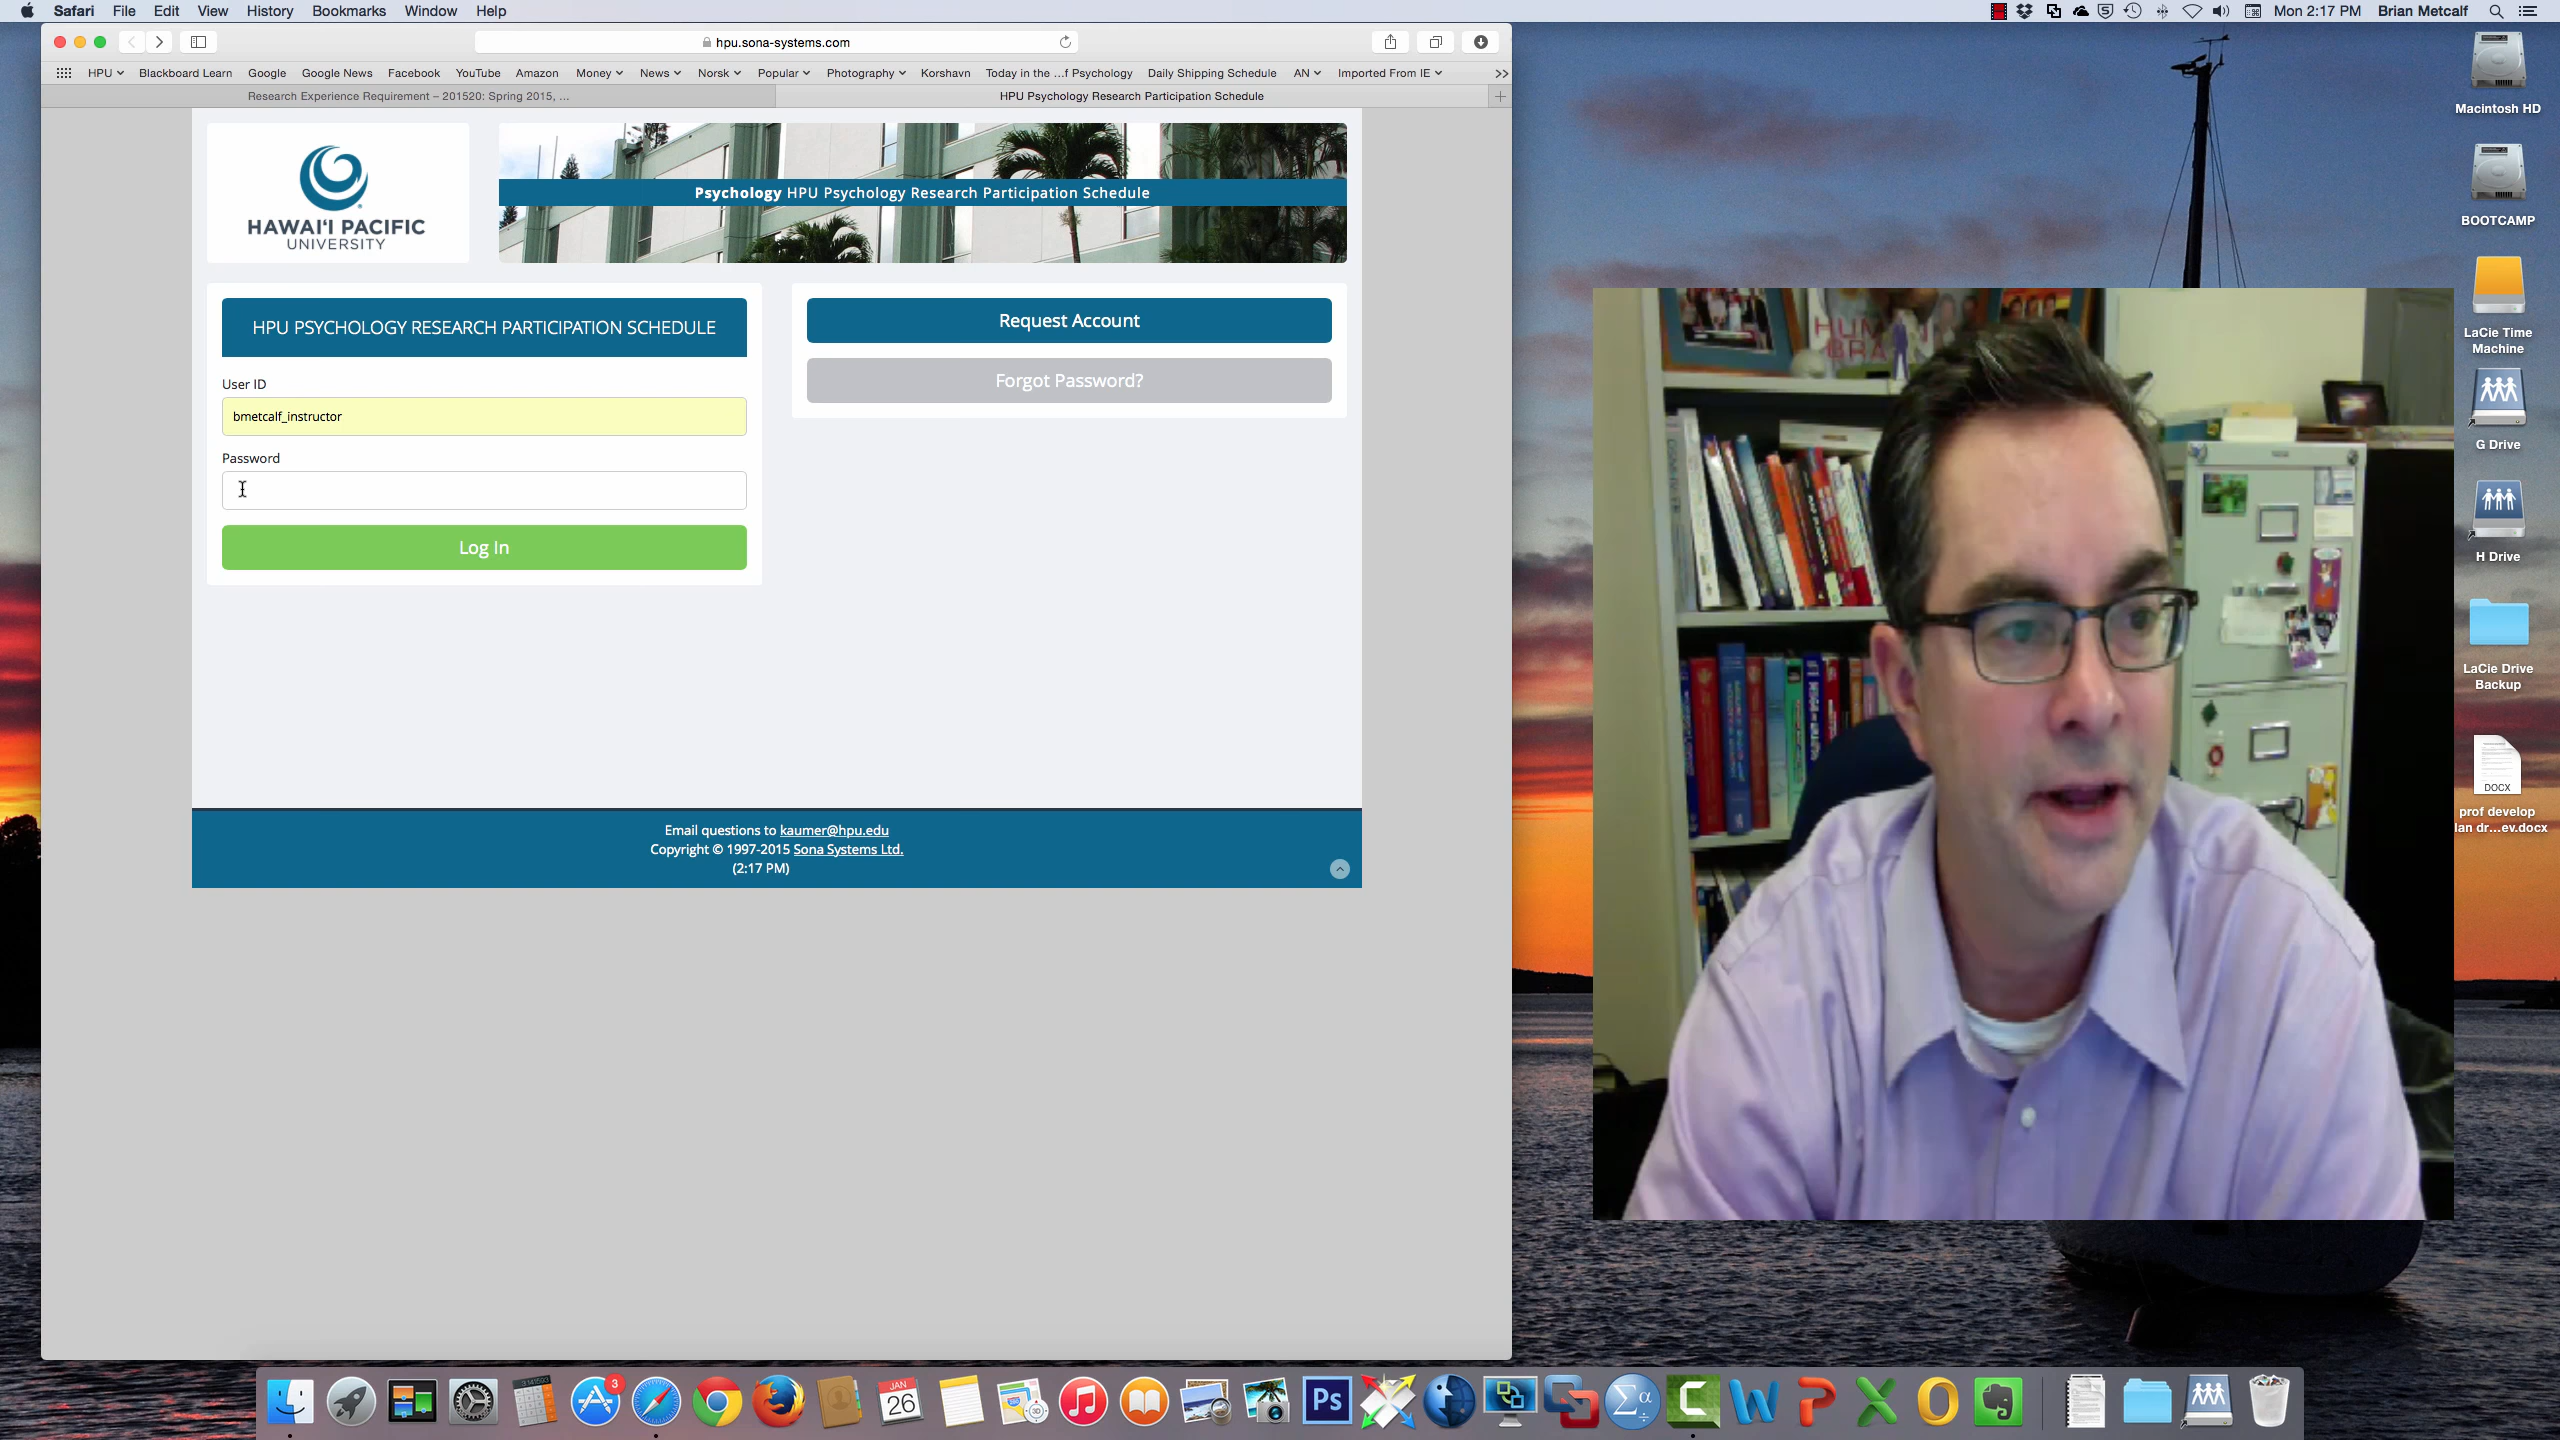 Safari File Edit View History Bookmarks Window Help
Mon 2:17 PM Brian Metcalf
hpu.sona-systems.com
HPU Blackboard Learn Google Google News Facebook YouTube Amazon Money News Norsk Popular Photography Korshavn Today in the ...f Psychology Daily Shipping Schedule AN Imported From IE
Research Experience Requirement – 201520: Spring 2015, ...
HPU Psychology Research Participation Schedule
HAWAI'I PACIFIC
UNIVERSITY
Psychology HPU Psychology Research Participation Schedule
HPU PSYCHOLOGY RESEARCH PARTICIPATION SCHEDULE
User ID
bmetcalf_instructor
Password
Log In
Request Account
Forgot Password?
Email questions to kaumer@hpu.edu
Copyright © 1997-2015 Sona Systems Ltd.
(2:17 PM)
Macintosh HD
BOOTCAMP
LaCie Time
Machine
G Drive
H Drive
LaCie Drive
Backup
DOCX
prof develop
lan dr...ev.docx
HUMAN
BRA
3
JAN
26
Ps